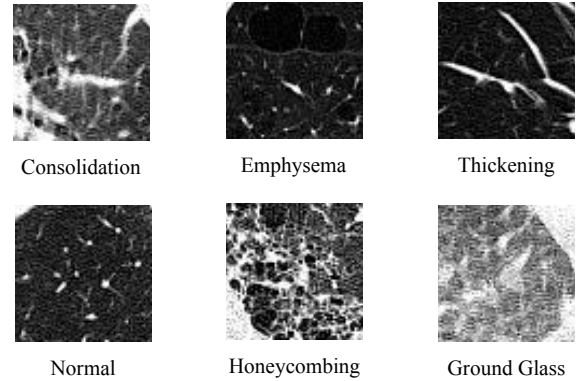 Consolidation
Emphysema
Thickening
Normal
Honeycombing
Ground Glass